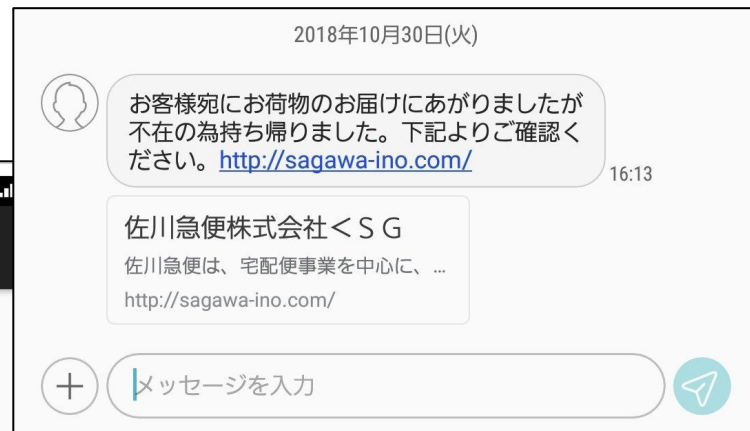 2018年10月30日(火)
お客様宛にお荷物のお届けにあがりましたが
不在の為持ち帰りました。下記よりご確認く
ださい。http://sagawa-ino.com/
16:13
佐川急便株式会社<ＳＧ
佐川急便は、宅配便事業を中心に、...
http://sagawa-ino.com/
メッセージを入力